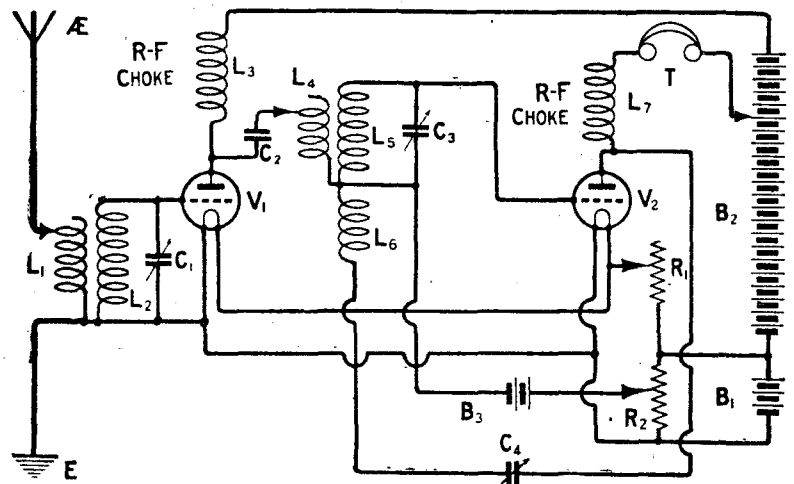 Æ
R-F
CHOKE
L₃
L₄
C₂
L₅
C₃
R-F
CHOKE
L₇
T
V₁
V₂
B₂
L₁
L₂
C₁
L₆
R₁
B₃
R₂
B₁
C₄
E